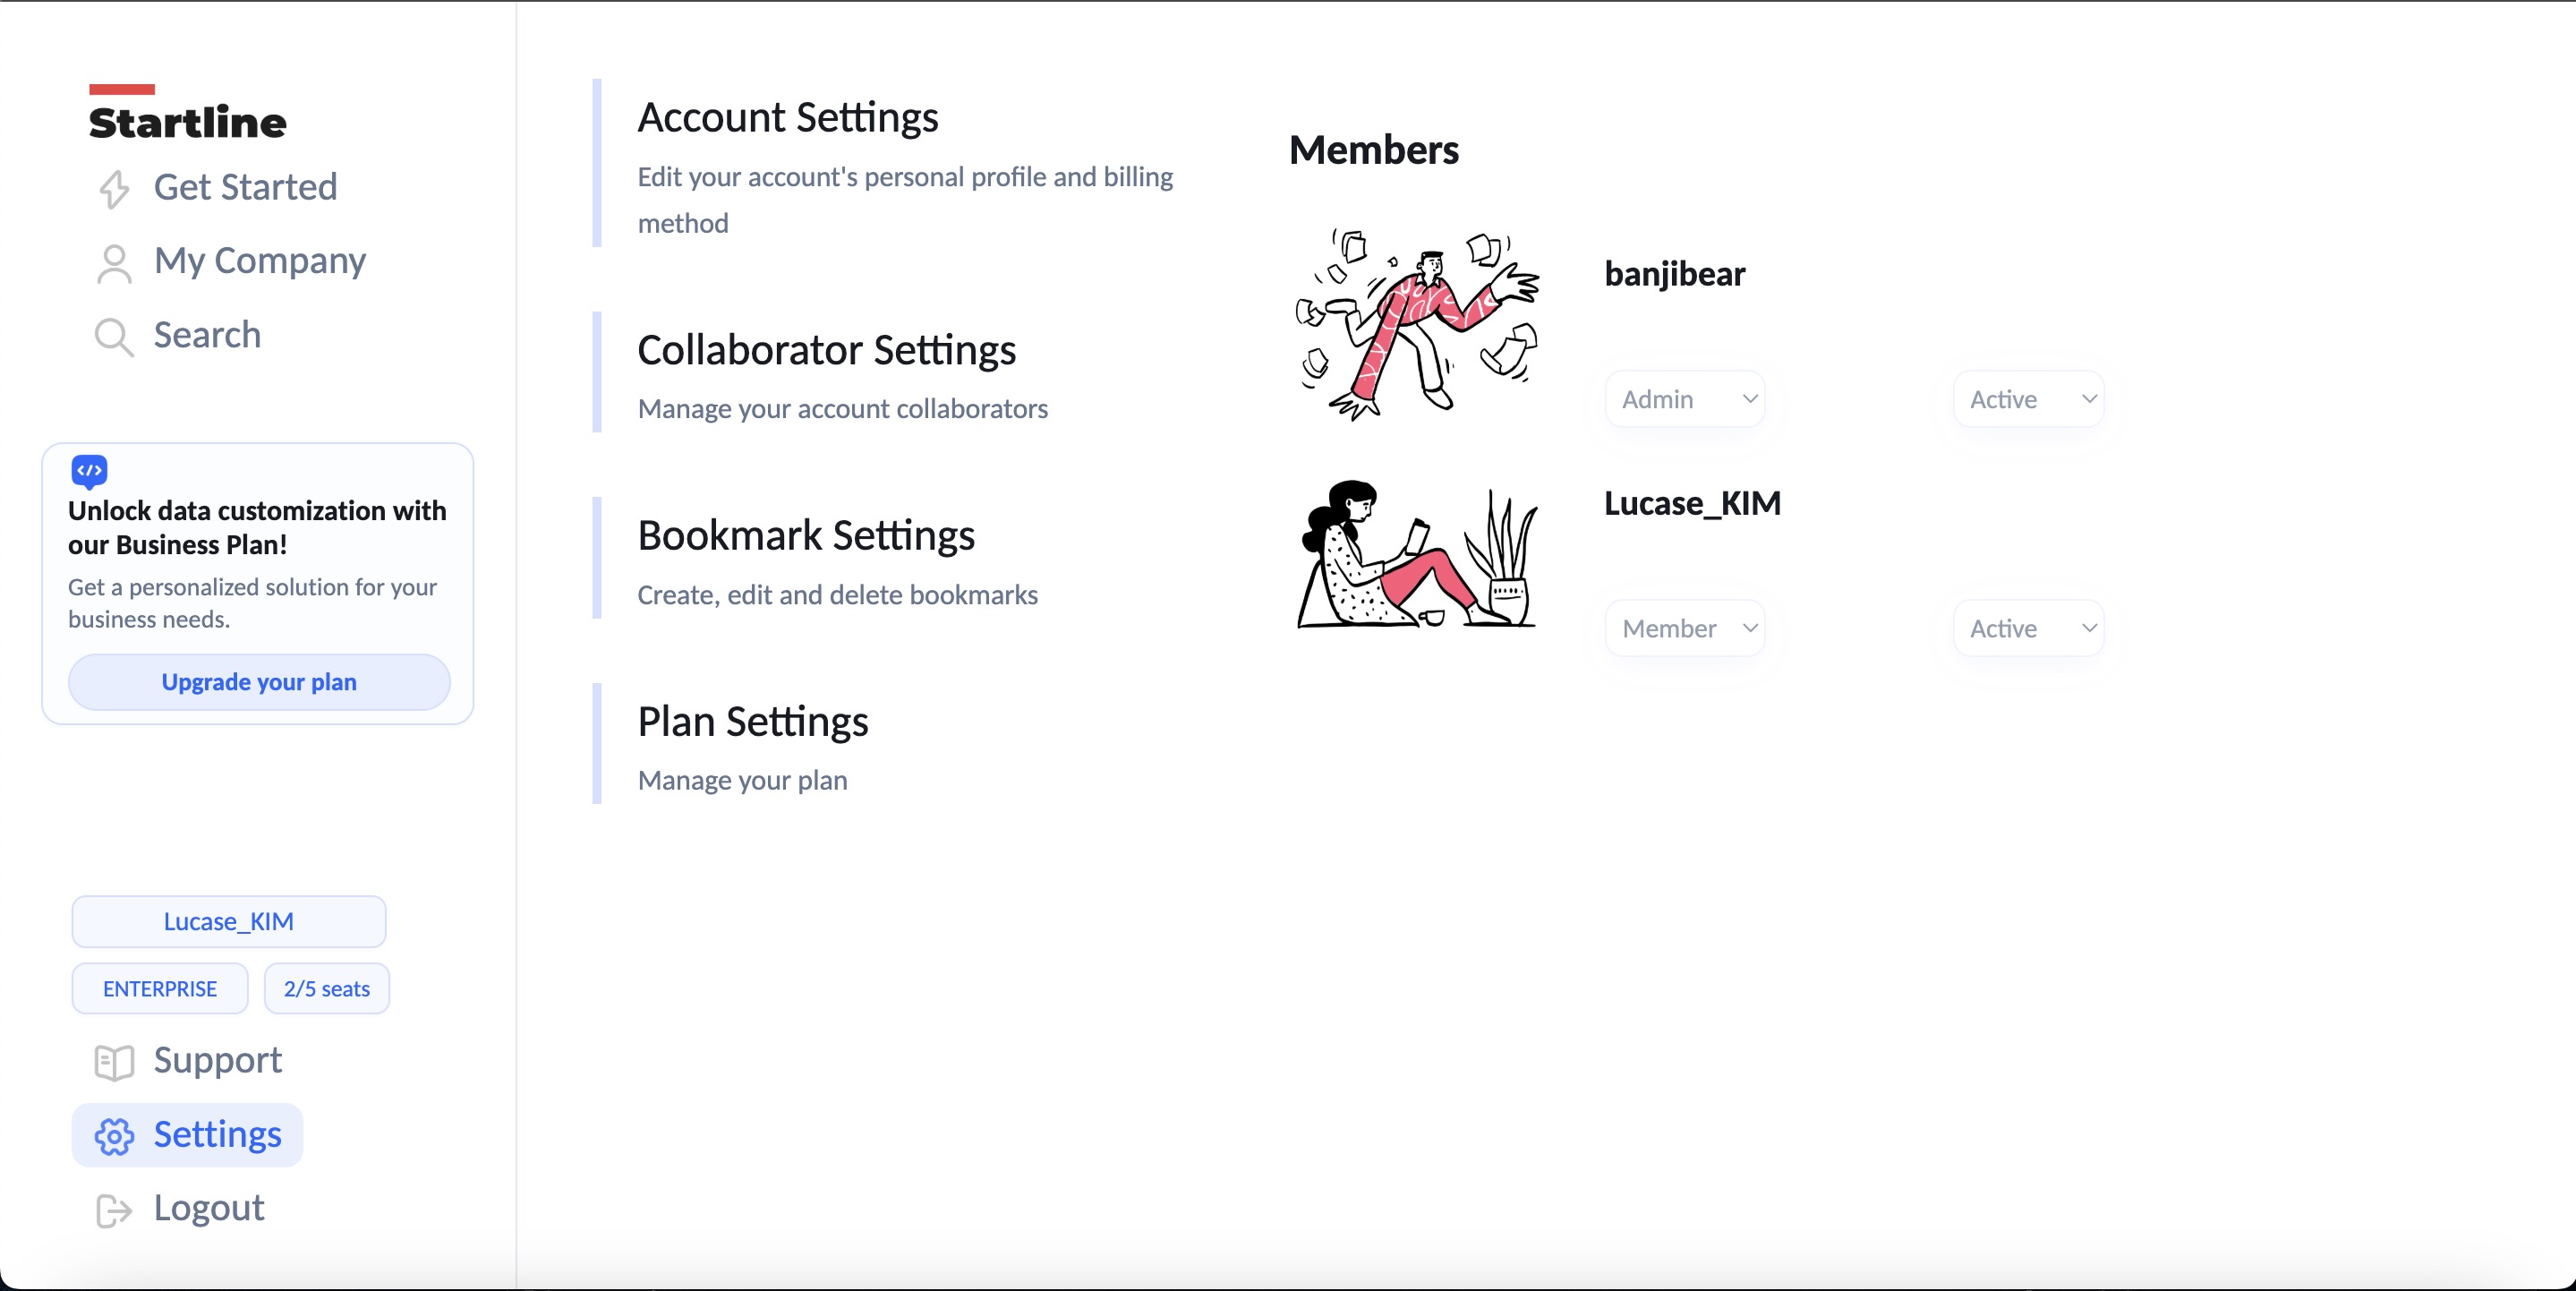 Startline
Get Started
My Company
Search
Unlock data customization with
our Business Plan!
Get a personalized solution for your
business needs.
Upgrade your plan
Lucase_KIM
ENTERPRISE
2/5 seats
Support
Settings
Logout
Account Settings
Edit your account's personal profile and billing
method
Collaborator Settings
Manage your account collaborators
Bookmark Settings
Create, edit and delete bookmarks
Plan Settings
Manage your plan
Members
banjibear
Admin
Active
Lucase_KIM
Member
Active